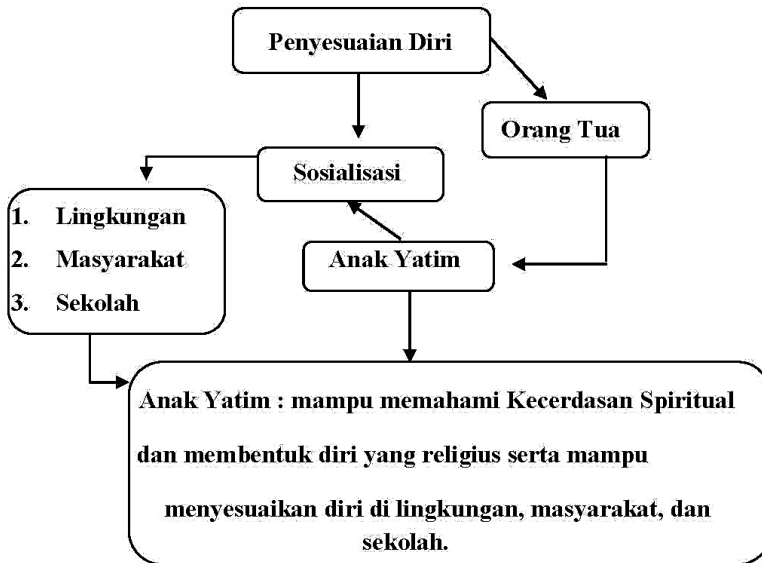 Penyesuaian Diri
Orang Tua
Sosialisasi
1. Lingkungan
2. Masyarakat
3. Sekolah
Anak Yatim
Anak Yatim : mampu memahami Kecerdasan Spiritual
dan membentuk diri yang religius serta mampu
menyesuaikan diri di lingkungan, masyarakat, dan
sekolah.